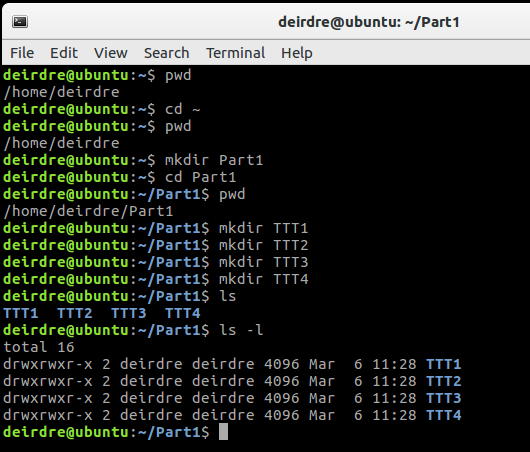 deirdre@ubuntu: ~/Part1
File Edit View Search Terminal Help
deirdre@ubuntu:~$ pwd
/home/deirdre
deirdre@ubuntu:~$ cd ~
deirdre@ubuntu:~$ pwd
/home/deirdre
deirdre@ubuntu:~$ mkdir Part1
deirdre@ubuntu:~$ cd Part1
deirdre@ubuntu:~/Part1$ pwd
/home/deirdre/Part1
deirdre@ubuntu:~/Part1$ mkdir TTT1
deirdre@ubuntu:~/Part1$ mkdir TTT2
deirdre@ubuntu:~/Part1$ mkdir TTT3
deirdre@ubuntu:~/Part1$ mkdir TTT4
deirdre@ubuntu:~/Part1$ ls
TTT1  TTT2  TTT3  TTT4
deirdre@ubuntu:~/Part1$ ls -l
total 16
drwxrwxr-x 2 deirdre deirdre 4096 Mar  6 11:28 TTT1
drwxrwxr-x 2 deirdre deirdre 4096 Mar  6 11:28 TTT2
drwxrwxr-x 2 deirdre deirdre 4096 Mar  6 11:28 TTT3
drwxrwxr-x 2 deirdre deirdre 4096 Mar  6 11:28 TTT4
deirdre@ubuntu:~/Part1$